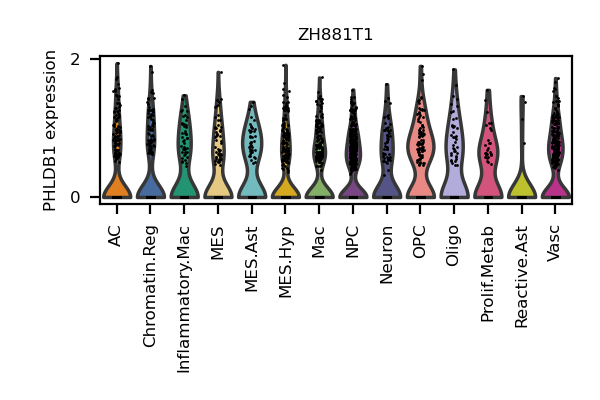 ZH881T1
PHLDB1 expression
2
0
AC
Chromatin.Reg
Inflammatory.Mac
MES
MES.Ast
MES.Hyp
Mac
NPC
Neuron
OPC
Oligo
Prolif.Metab
Reactive.Ast
Vasc